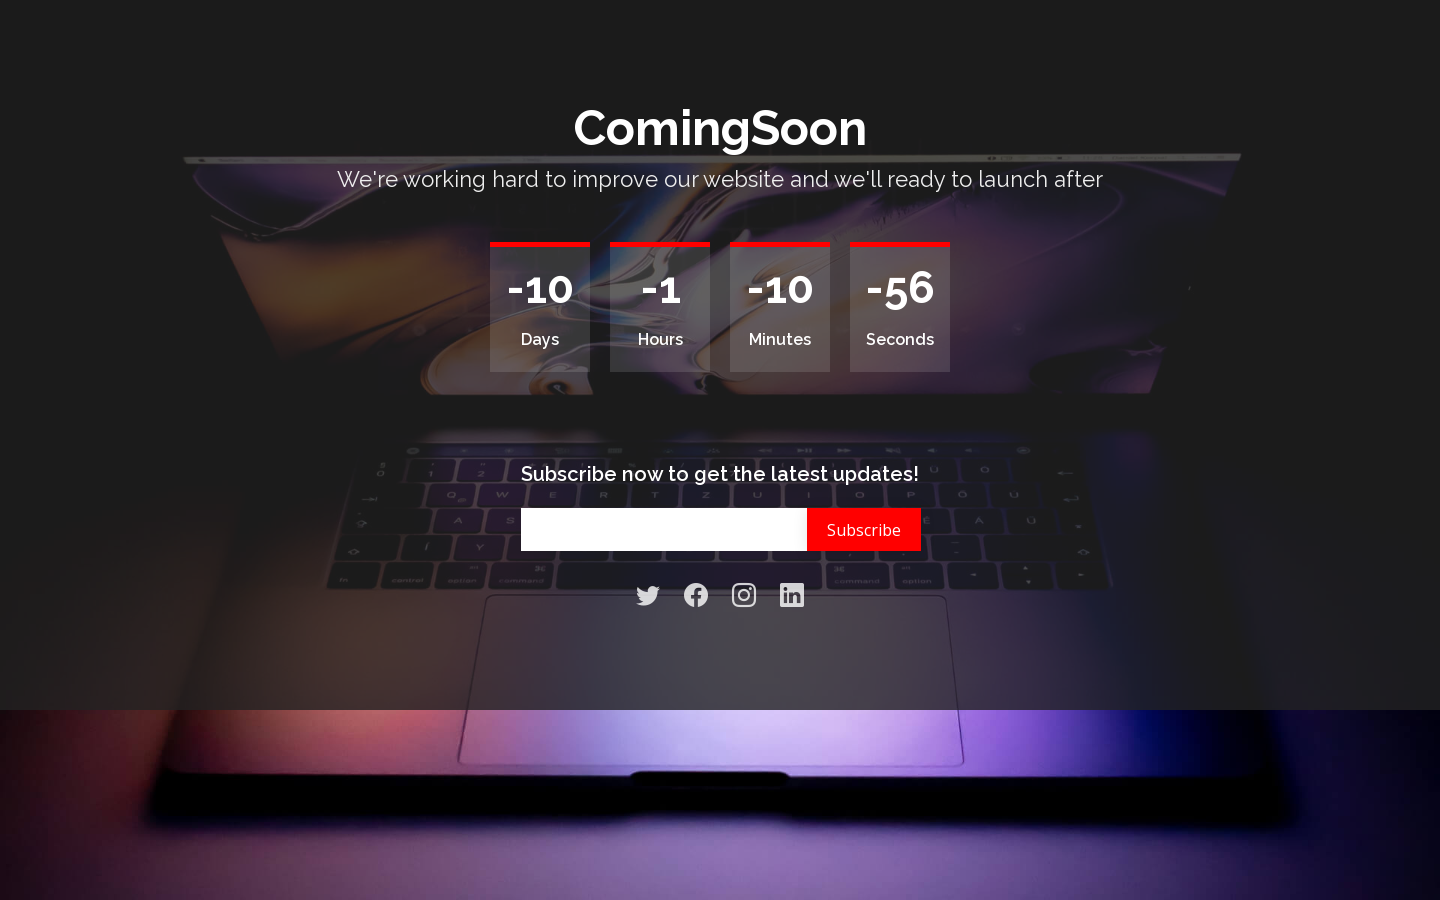 ComingSoon
We're working hard to improve our website and we'll ready to launch after
-10 -1 -10 -56
Days Hours Minutes Seconds
Subscribe now to get the latest updates!
Subscribe